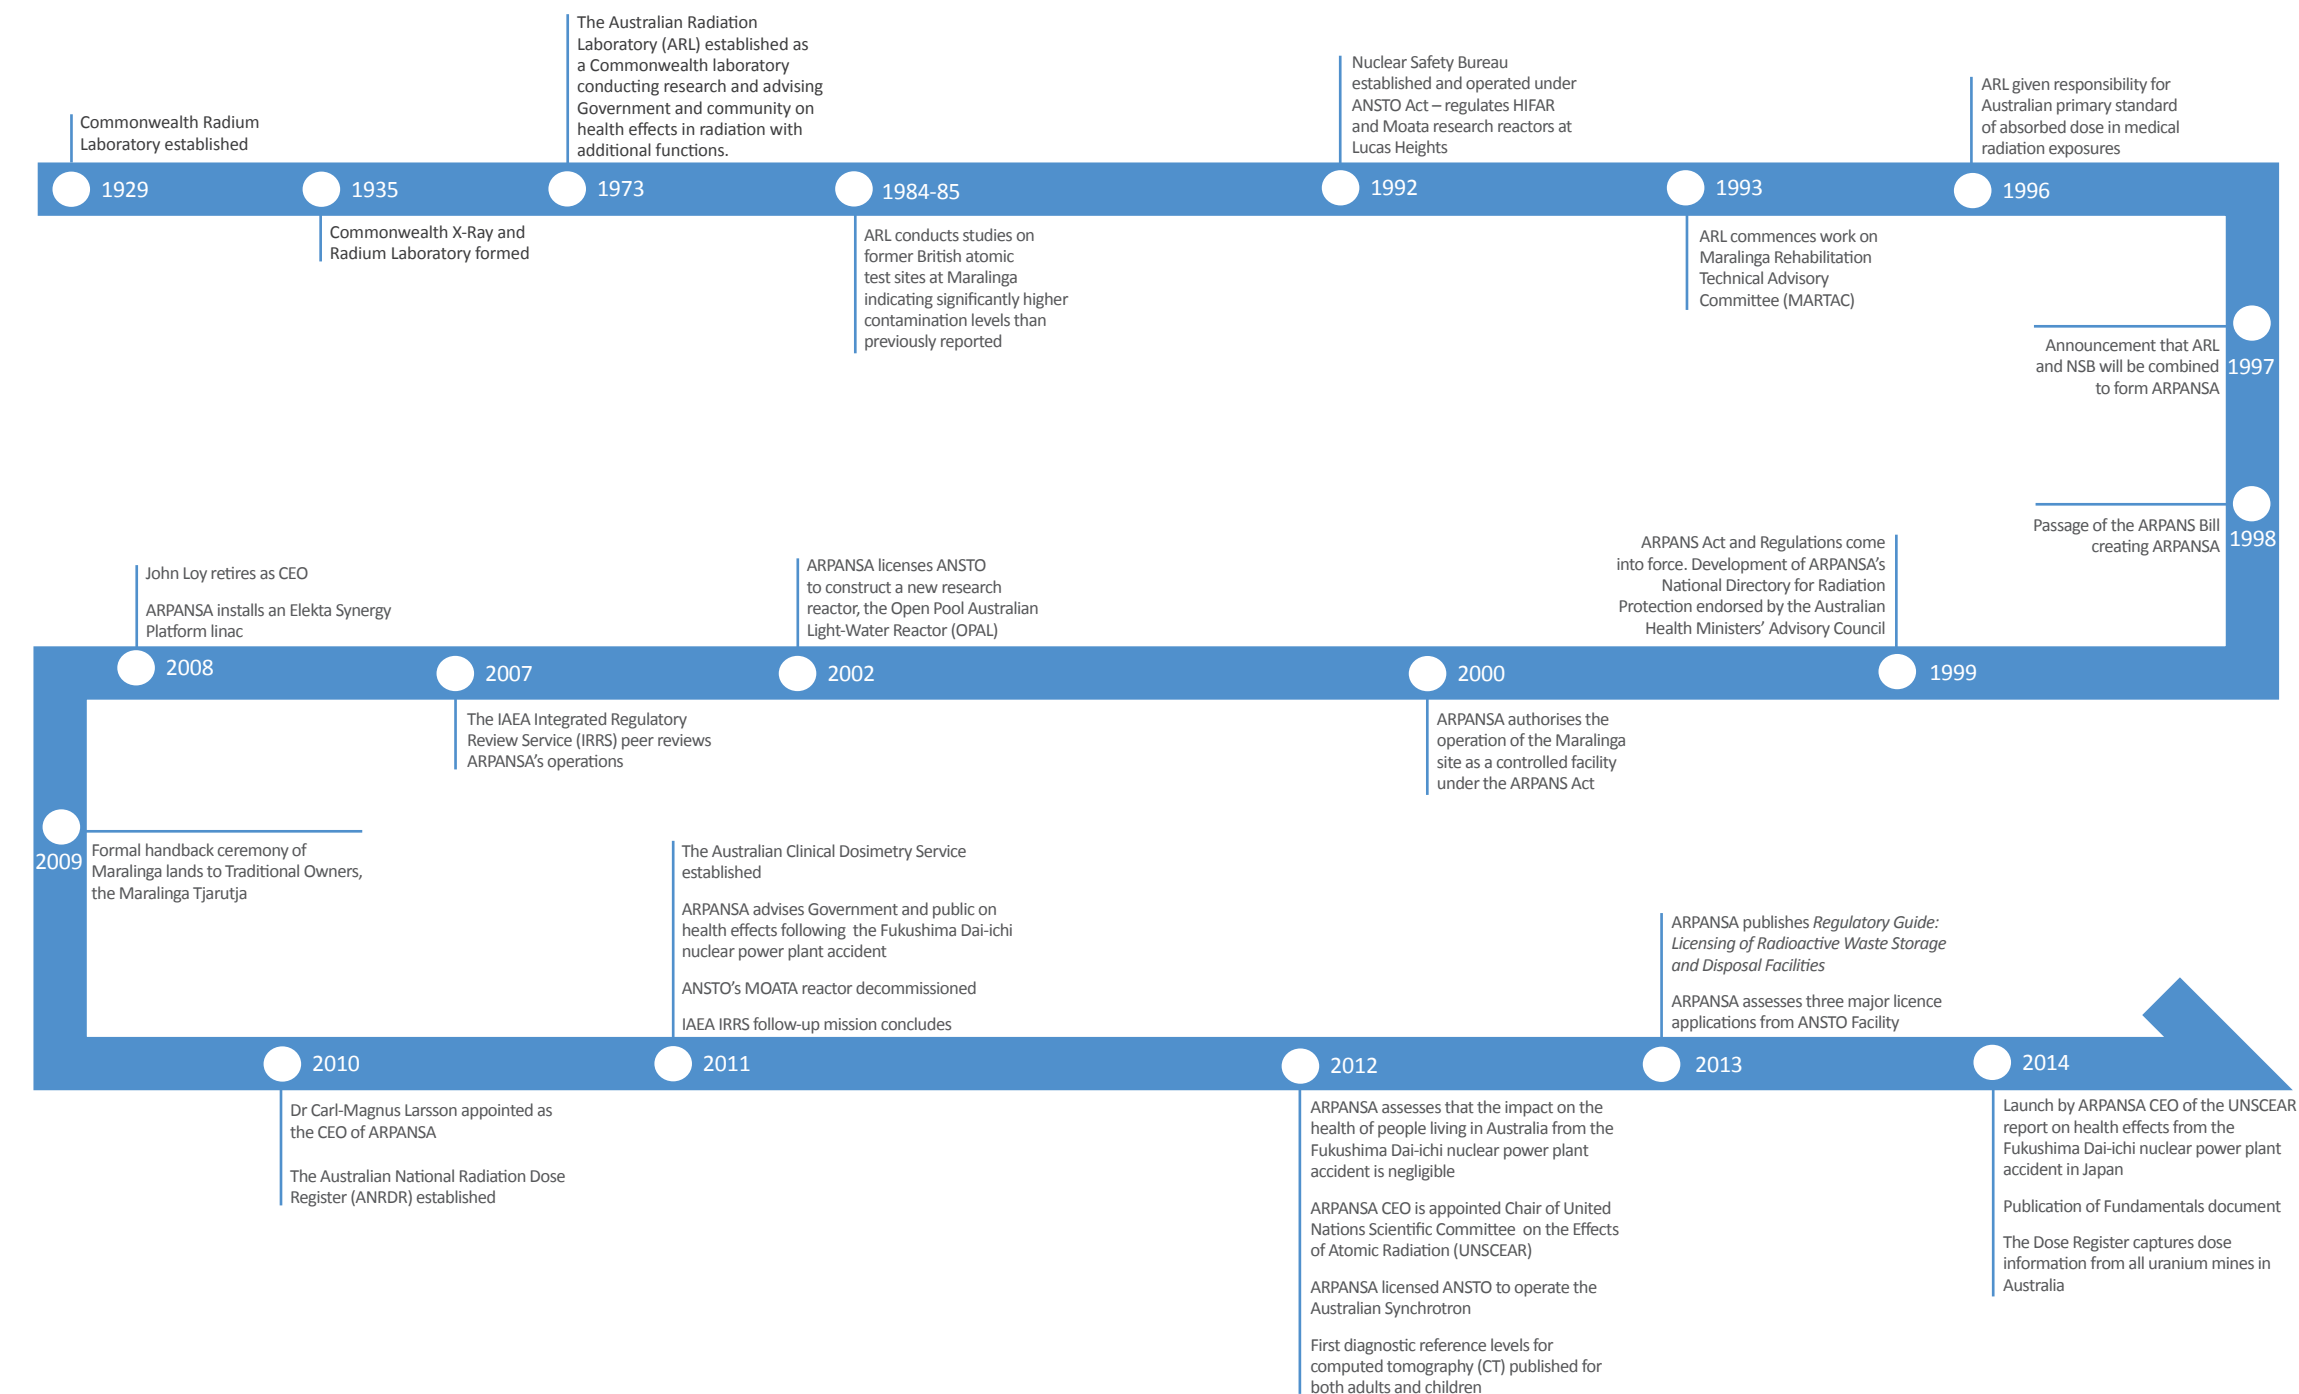 The Australian Radiation
Laboratory (ARL) established as
a Commonwealth laboratory
conducting research and advising
Government and community on
health effects in radiation with
additional functions.
Nuclear Safety Bureau
established and operated under
ANSTO Act – regulates HIFAR
and Moata research reactors at
Lucas Heights
ARL given responsibility for
Australian primary standard
of absorbed dose in medical
radiation exposures
Commonwealth Radium
Laboratory established
1929
1935
1973
1984-85
1992
1993
1996
Commonwealth X-Ray and
Radium Laboratory formed
ARL conducts studies on
former British atomic
test sites at Maralinga
indicating significantly higher
contamination levels than
previously reported
ARL commences work on
Maralinga Rehabilitation
Technical Advisory
Committee (MARTAC)
Announcement that ARL
and NSB will be combined
to form ARPANSA
1997
Passage of the ARPANS Bill
creating ARPANSA
1998
ARPANS Act and Regulations come
into force. Development of ARPANSA's
National Directory for Radiation
Protection endorsed by the Australian
Health Ministers' Advisory Council
ARPANSA licenses ANSTO
to construct a new research
reactor, the Open Pool Australian
Light-Water Reactor (OPAL)
John Loy retires as CEO
ARPANSA installs an Elekta Synergy
Platform linac
2008
2007
2002
2000
1999
The IAEA Integrated Regulatory
Review Service (IRRS) peer reviews
ARPANSA's operations
ARPANSA authorises the
operation of the Maralinga
site as a controlled facility
under the ARPANS Act
2009
Formal handback ceremony of
Maralinga lands to Traditional Owners,
the Maralinga Tjarutja
The Australian Clinical Dosimetry Service
established
ARPANSA advises Government and public on
health effects following the Fukushima Dai-ichi
nuclear power plant accident
ANSTO's MOATA reactor decommissioned
IAEA IRRS follow-up mission concludes
ARPANSA publishes Regulatory Guide:
Licensing of Radioactive Waste Storage
and Disposal Facilities
ARPANSA assesses three major licence
applications from ANSTO Facility
2010
2011
2012
2013
2014
Dr Carl-Magnus Larsson appointed as
the CEO of ARPANSA
The Australian National Radiation Dose
Register (ANRDR) established
ARPANSA assesses that the impact on the
health of people living in Australia from the
Fukushima Dai-ichi nuclear power plant
accident is negligible
ARPANSA CEO is appointed Chair of United
Nations Scientific Committee on the Effects
of Atomic Radiation (UNSCEAR)
ARPANSA licensed ANSTO to operate the
Australian Synchrotron
First diagnostic reference levels for
computed tomography (CT) published for
both adults and children
Launch by ARPANSA CEO of the UNSCEAR
report on health effects from the
Fukushima Dai-ichi nuclear power plant
accident in Japan
Publication of Fundamentals document
The Dose Register captures dose
information from all uranium mines in
Australia